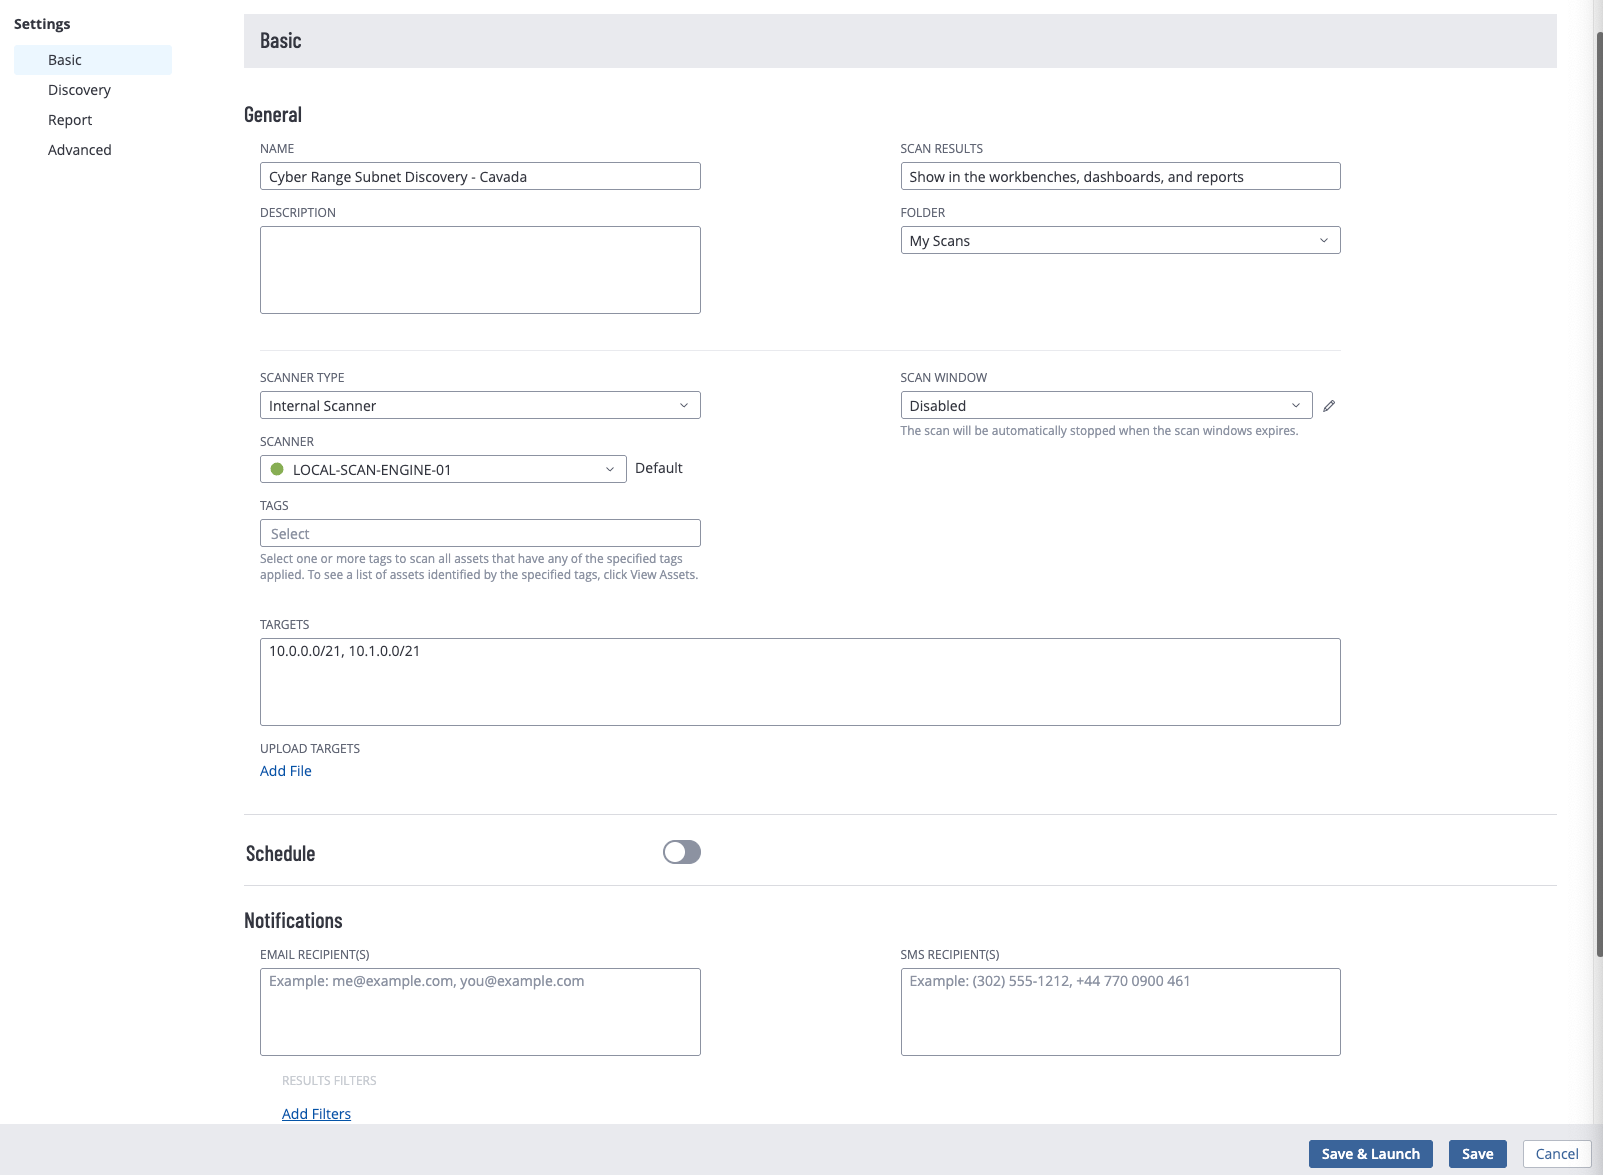 Settings
Basic
Discovery
Report
Advanced
Basic
General
NAME
Cyber Range Subnet Discovery - Cavada
DESCRIPTION
SCAN RESULTS
Show in the workbenches, dashboards, and reports
FOLDER
My Scans
SCANNER TYPE
Internal Scanner
SCANNER
LOCAL-SCAN-ENGINE-01
Default
TAGS
Select
Select one or more tags to scan all assets that have any of the specified tags
applied. To see a list of assets identified by the specified tags, click View Assets.
SCAN WINDOW
Disabled
The scan will be automatically stopped when the scan windows expires.
TARGETS
10.0.0.0/21, 10.1.0.0/21
UPLOAD TARGETS
Add File
Schedule
Notifications
EMAIL RECIPIENT(S)
Example: me@example.com, you@example.com
SMS RECIPIENT(S)
Example: (302) 555-1212, +44 770 0900 461
RESULTS FILTERS
Add Filters
Save & Launch
Save
Cancel